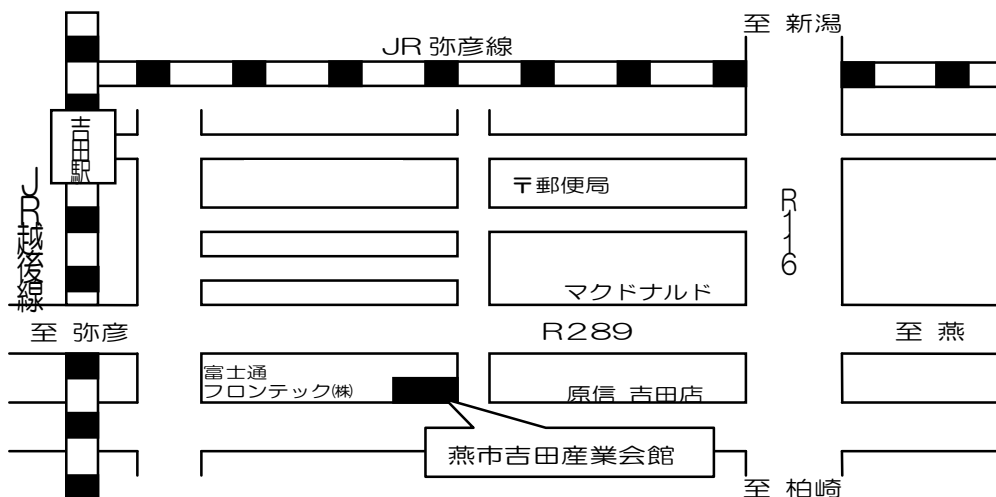 至 新潟
JR 弥彦線
吉田駅
〒郵便局
JR越後線
R116
マクドナルド
至 弥彦
R289
至 燕
富士通
フロンテック㈱
原信 吉田店
燕市吉田産業会館
至 柏崎